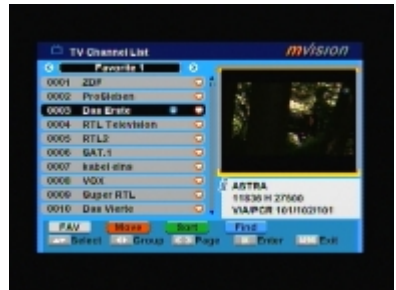 TV Channel List
mvision
Favorite 1
0001 ZDF
0002 ProSieben
0003 Das Erste
0004 RTL Television
0005 RTL2
0006 SAT.1
0007 kabel eins
0008 VOX
0009 Super RTL
0010 Das Vierte
ASTRA
11836 H 27500
V/A/PCR 101/102/101
FAV Move Sort Find
Select Group Page Enter Exit